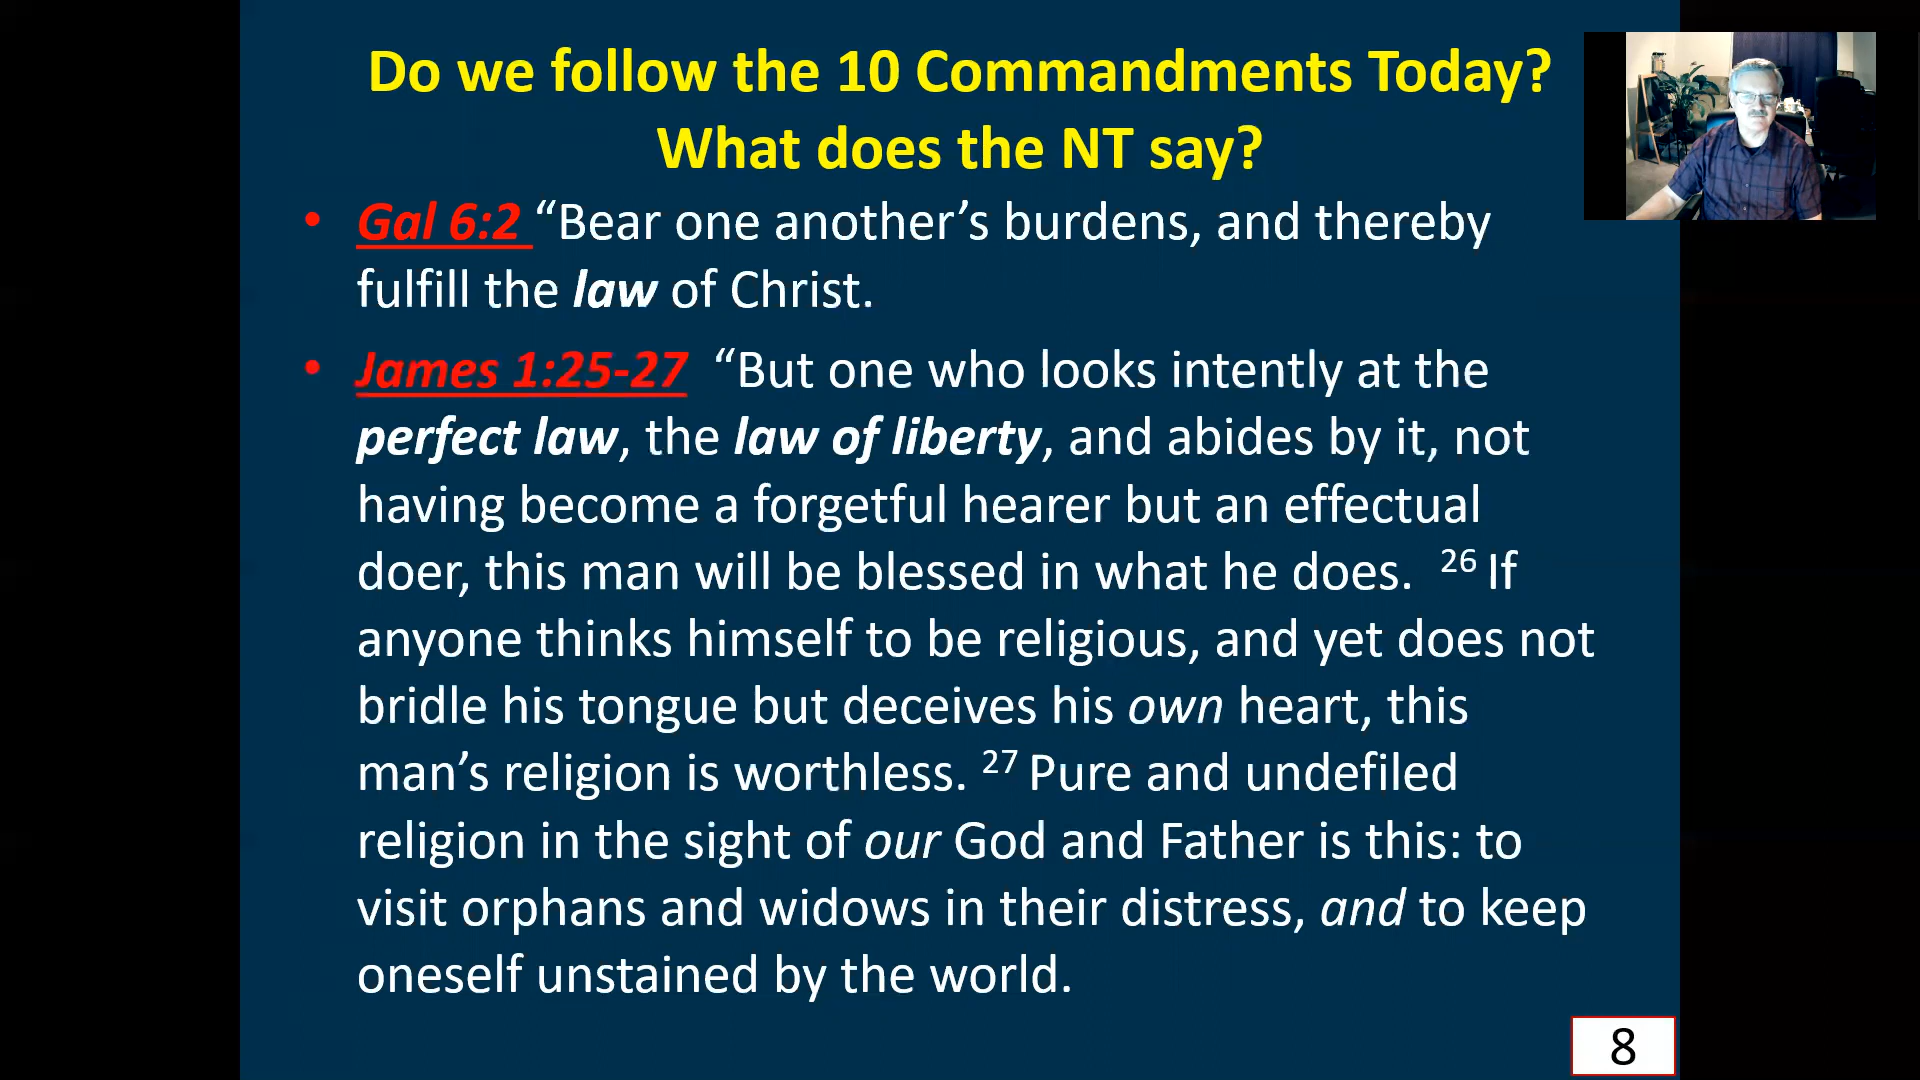 Do we follow the 10 Commandments Today?
What does the NT say?
• Gal 6:2 “Bear one another’s burdens, and thereby
fulfill the law of Christ.
• James 1:25-27 “But one who looks intently at the
perfect law, the law of liberty, and abides by it, not
having become a forgetful hearer but an effectual
doer, this man will be blessed in what he does. 26 If
anyone thinks himself to be religious, and yet does not
bridle his tongue but deceives his own heart, this
man’s religion is worthless. 27 Pure and undefiled
religion in the sight of our God and Father is this: to
visit orphans and widows in their distress, and to keep
oneself unstained by the world.
8